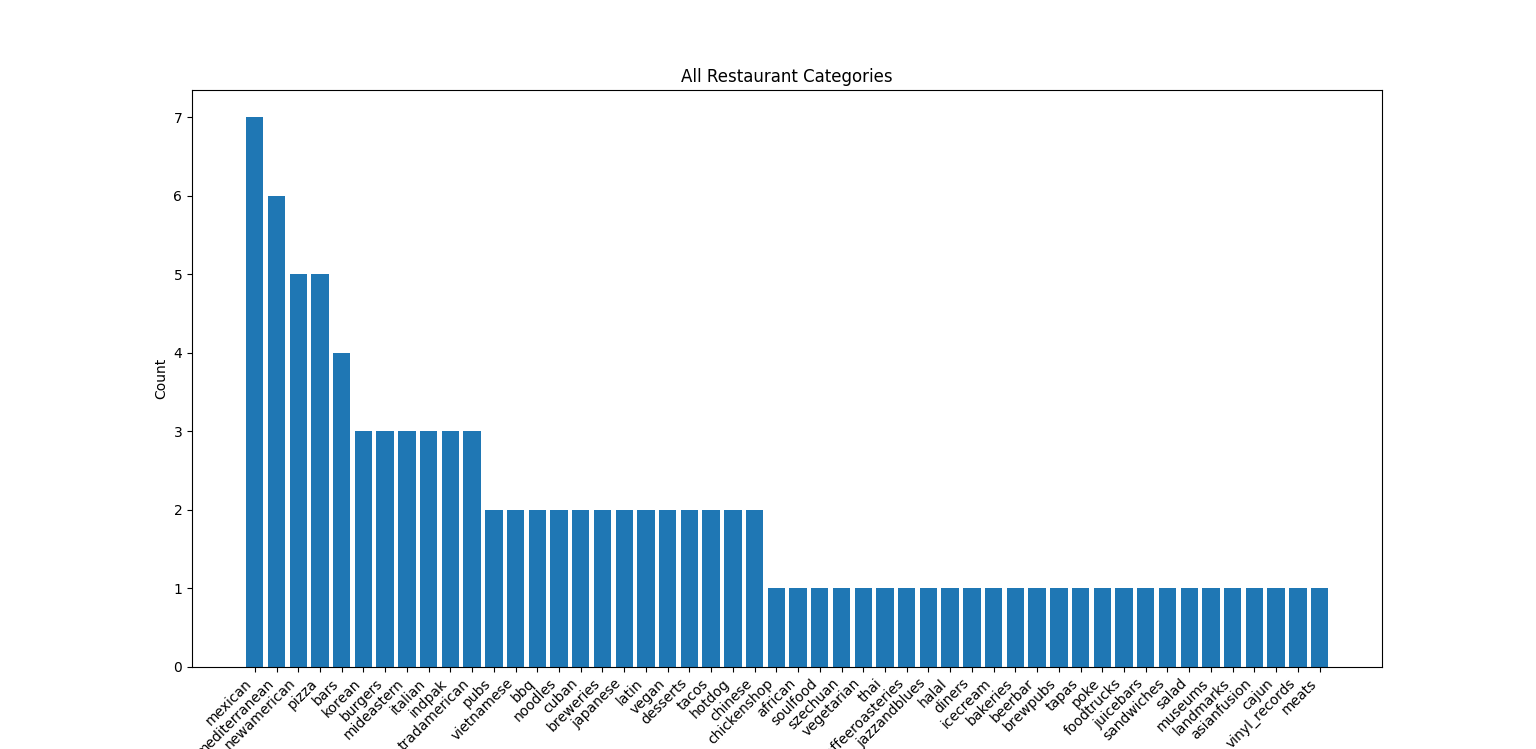 All Restaurant Categories
Count
7
6
5
4
3
2
1
0
mexican
mediterranean
newamerican
pizza
bars
korean
burgers
mideastern
italian
indpak
tradamerican
pubs
vietnamese
bbq
noodles
cuban
breweries
japanese
latin
vegan
desserts
tacos
hotdog
chinese
chickenshop
african
soulfood
szechuan
vegetarian
thai
ffeeroasteries
jazzandblues
halal
diners
icecream
bakeries
beerbar
brewpubs
tapas
poke
foodtrucks
juicebars
sandwiches
salad
museums
landmarks
asianfusion
cajun
vinyl_records
meats